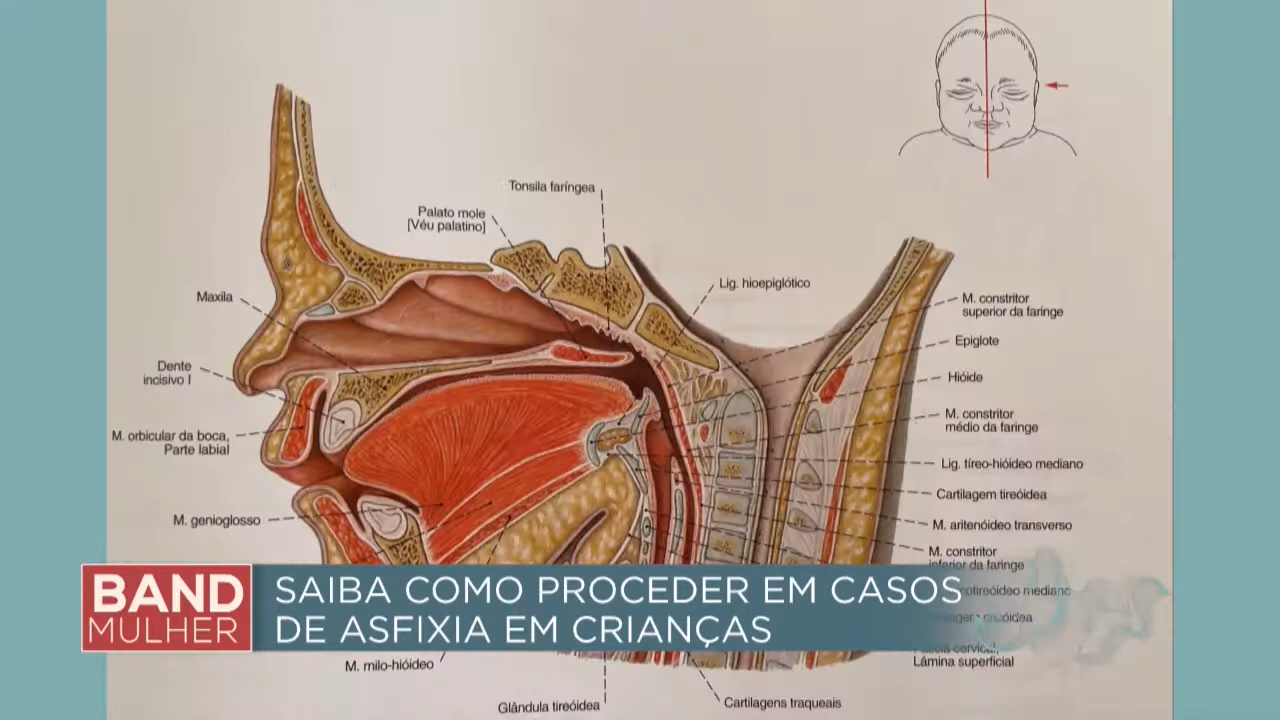 Tonsila faríngea
Palato mole
[Véu palatino]
Lig. hioepiglótico
Maxila
M. constritor
superior da faringe
Epiglote
Dente
incisivo I
Hióide
M. constritor
médio da faringe
M. orbicular da boca,
Parte labial
Lig. tíreo-hióideo mediano
Cartilagem tireóidea
M. genioglosso
M. aritenóideo transverso
M. constritor
inferior da faringe
BAND
MULHER
SAIBA COMO PROCEDER EM CASOS
DE ASFIXIA EM CRIANÇAS
mediano
M. milo-hióideo
Lâmina superficial
Glândula tireóidea
Cartilagens traqueais